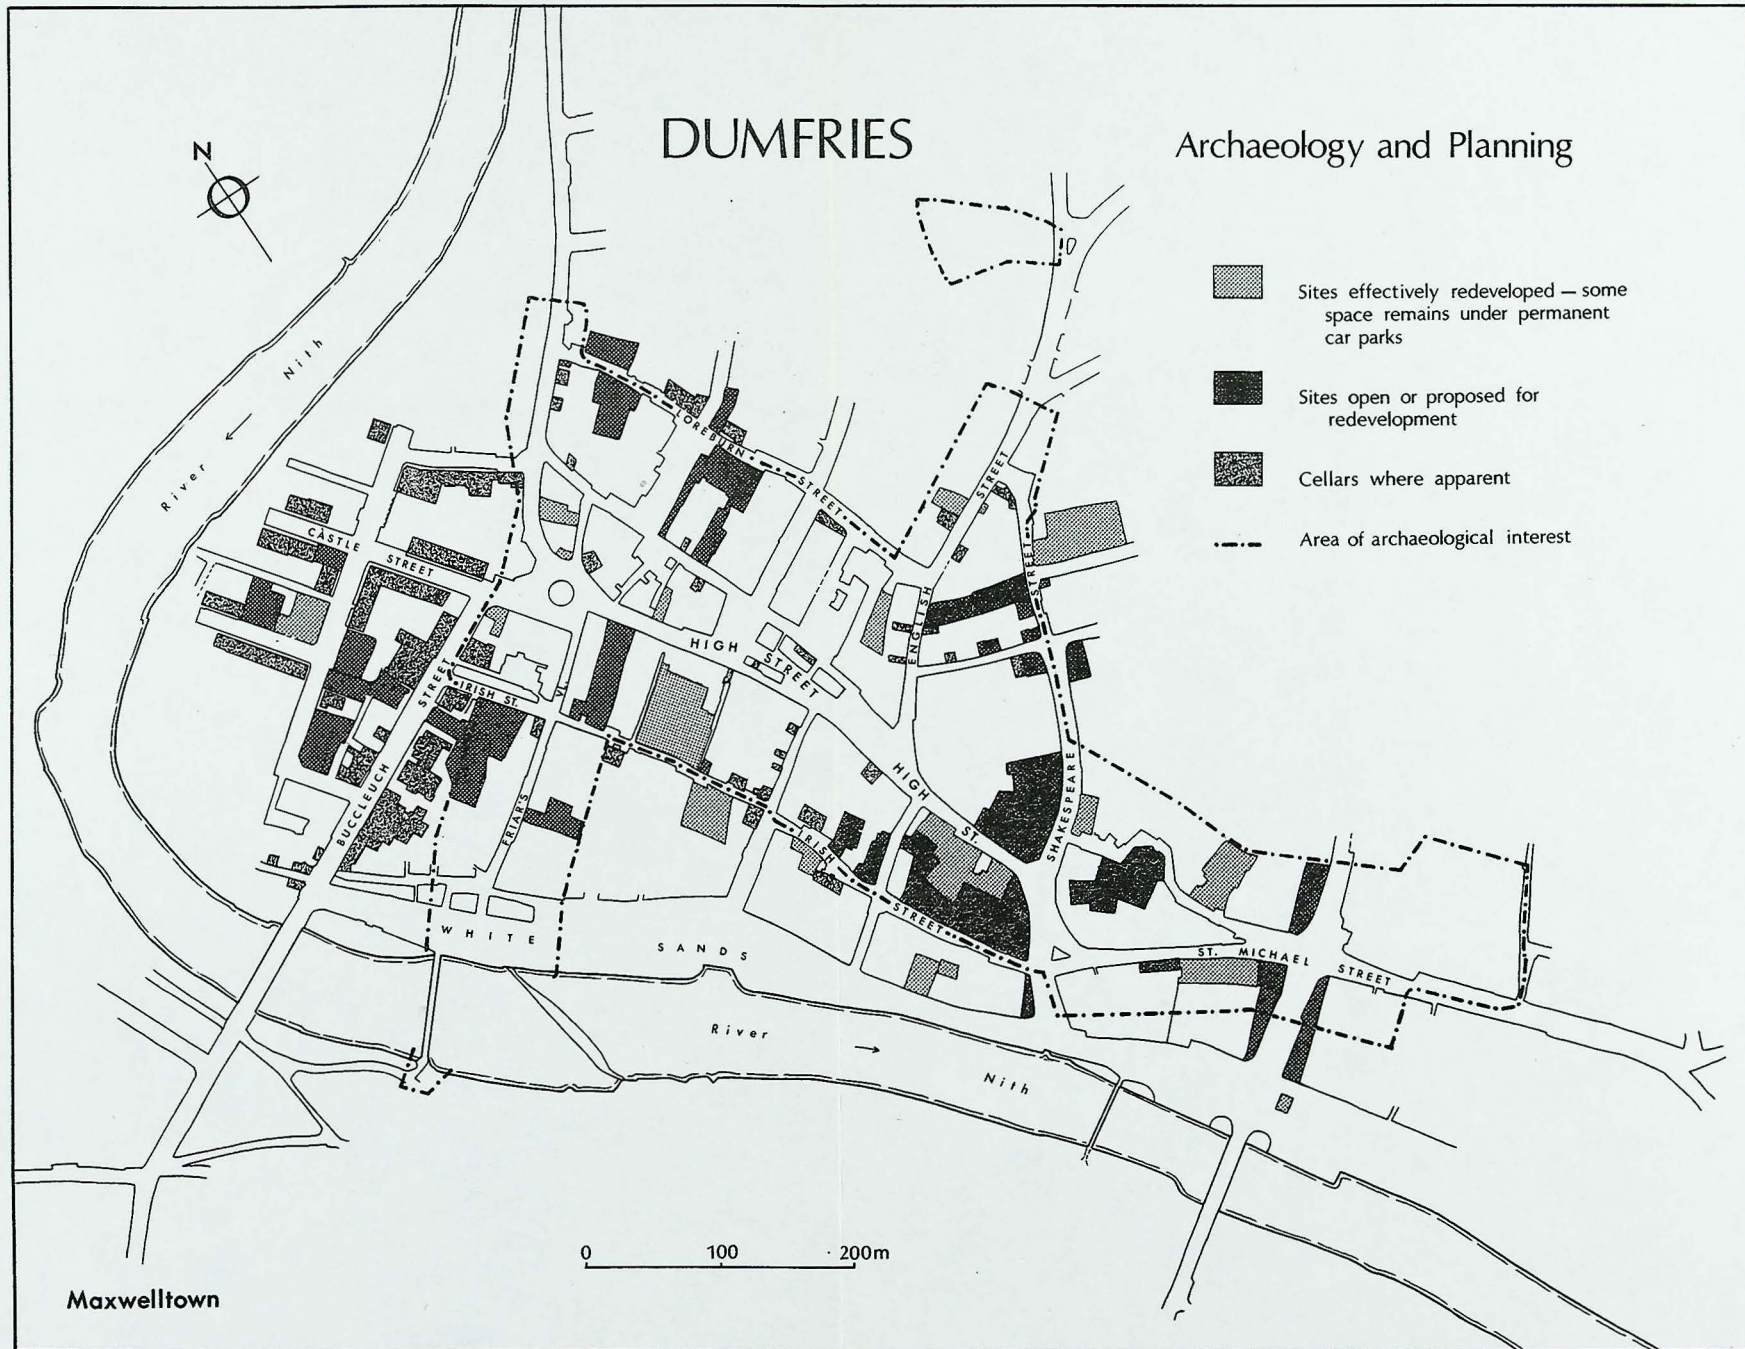 DUMFRIES
Archaeology and Planning
N
Sites effectively redeveloped — some
space remains under permanent
car parks
Sites open or proposed for
redevelopment
Cellars where apparent
Area of archaeological interest
River Nith
LOREBURN STREET
CASTLE STREET
ENGLISH STREET
HIGH STREET
IRISH ST.
VL.
BUCCLEUCH STREET
FRIAR'S
HIGH ST.
SHAKESPEARE STREET
IRISH STREET
WHITE SANDS
ST. MICHAEL STREET
River Nith
0 100 200m
Maxwelltown